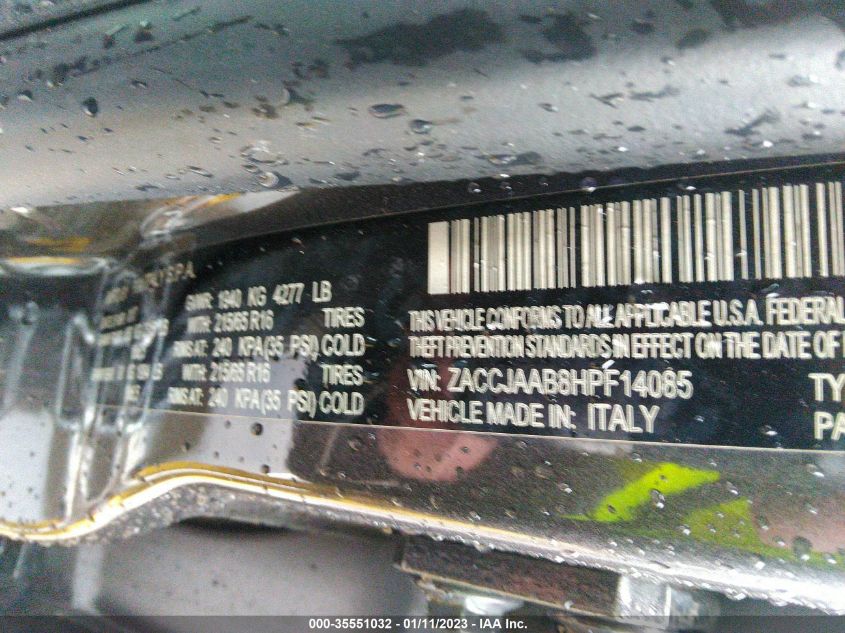 GVWR: 1940 KG 4277 LB
WITH: 215/65 R16 TIRES
RIMS AT: 240 KPA (35 PSI) COLD
WITH: 215/65 R16 TIRES
RIMS AT: 240 KPA (35 PSI) COLD
THIS VEHICLE CONFORMS TO ALL APPLICABLE U.S.A. FEDERAL
THEFT PREVENTION STANDARDS IN EFFECT ON THE DATE OF
VIN: ZACCJAAB8HPF14085 TY
VEHICLE MADE IN: ITALY PA
000-35551032 - 01/11/2023 - IAA Inc.